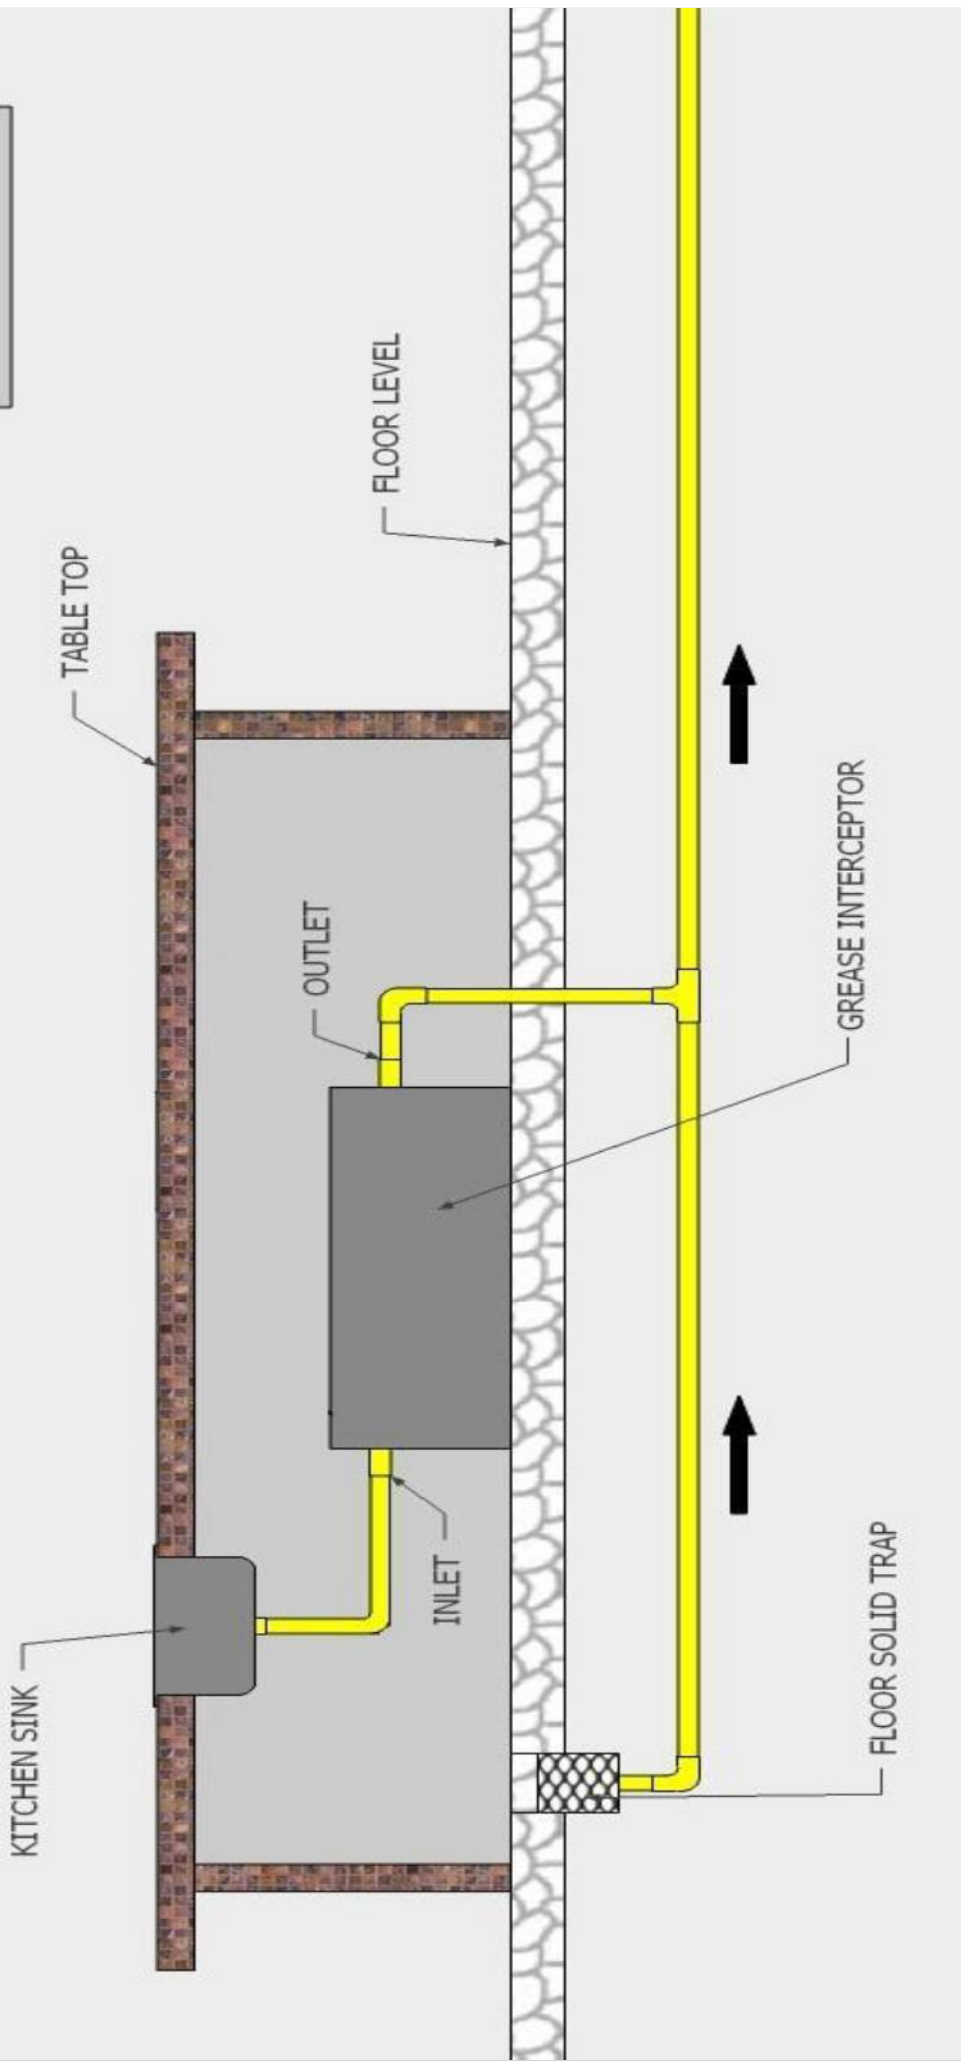 KITCHEN SINK
TABLE TOP
FLOOR LEVEL
OUTLET
INLET
GREASE INTERCEPTOR
FLOOR SOLID TRAP